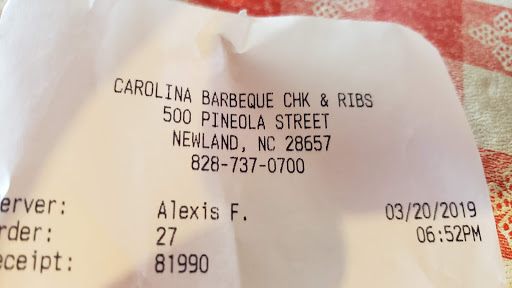 CAROLINA BARBEQUE CHK & RIBS
500 PINEOLA STREET
NEWLAND, NC 28657
828-737-0700
erver: Alexis F. 03/20/2019
rder: 27 06:52PM
eceipt: 81990